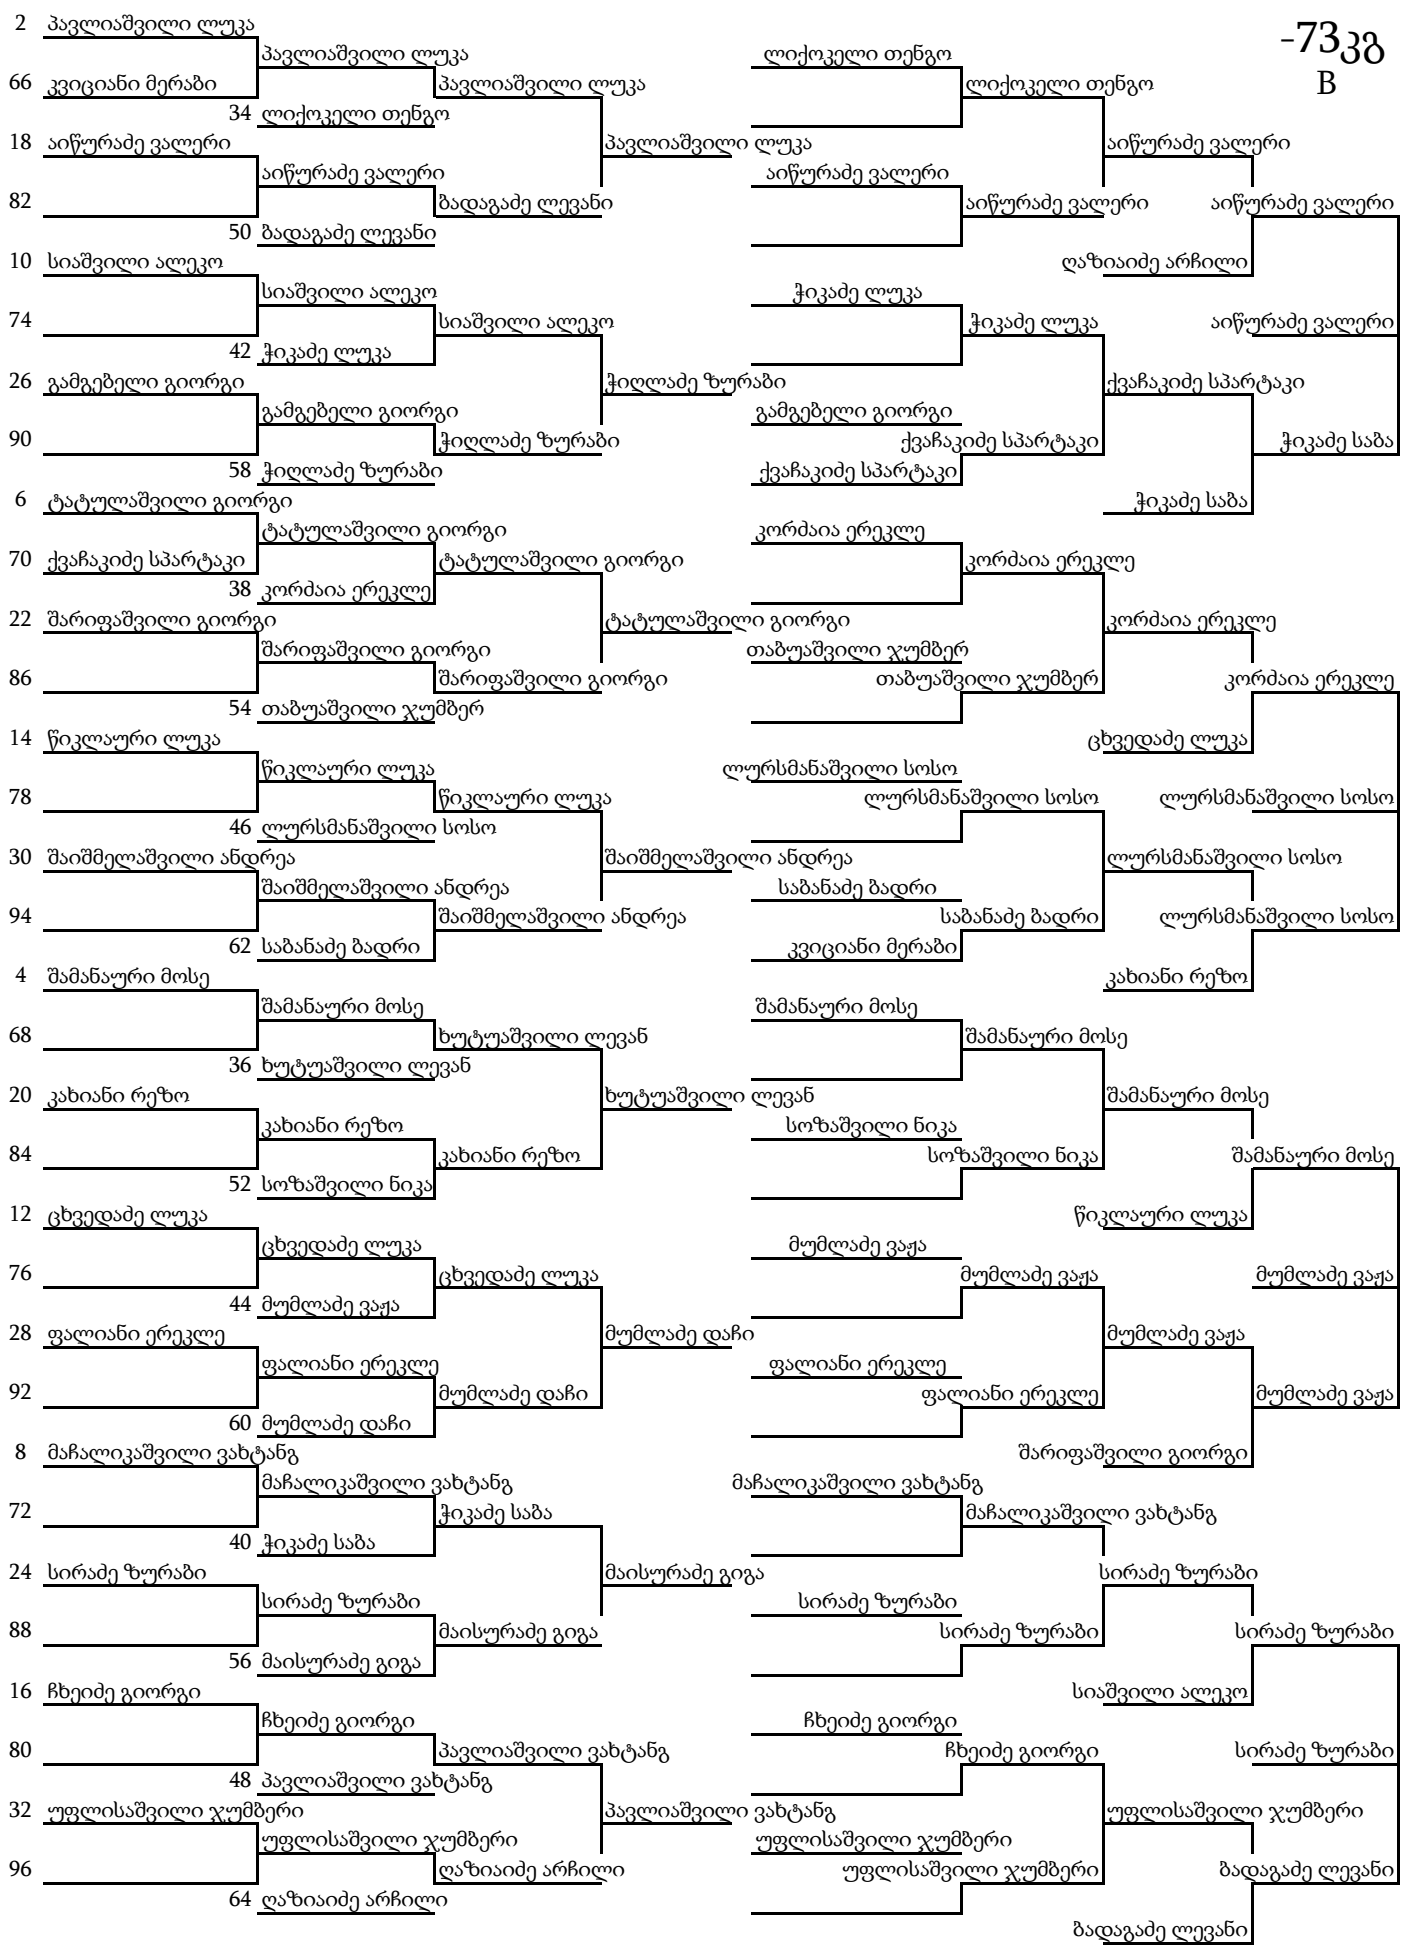 -73კგ
B
2 პავლიაშვილი ლუკა
პავლიაშვილი ლუკა ლიქოკელი თენგო
66 კვიციანი მერაბი პავლიაშვილი ლუკა ლიქოკელი თენგო
34 ლიქოკელი თენგო
18 აიწურაძე ვალერი პავლიაშვილი ლუკა აიწურაძე ვალერი
აიწურაძე ვალერი აიწურაძე ვალერი
82 ბადაგაძე ლევანი აიწურაძე ვალერი აიწურაძე ვალერი
50 ბადაგაძე ლევანი
10 სიაშვილი ალეკო ღაზიაიძე არჩილი
სიაშვილი ალეკო ჭიკაძე ლუკა
74 სიაშვილი ალეკო ჭიკაძე ლუკა აიწურაძე ვალერი
42 ჭიკაძე ლუკა
26 გამგებელი გიორგი ჭიღლაძე ზურაბი ქვაჩაკიძე სპარტაკი
გამგებელი გიორგი გამგებელი გიორგი
90 ჭიღლაძე ზურაბი ქვაჩაკიძე სპარტაკი ჭიკაძე საბა
58 ჭიღლაძე ზურაბი ქვაჩაკიძე სპარტაკი
6 ტატულაშვილი გიორგი ჭიკაძე საბა
ტატულაშვილი გიორგი კორძაია ერეკლე
70 ქვაჩაკიძე სპარტაკი ტატულაშვილი გიორგი კორძაია ერეკლე
38 კორძაია ერეკლე
22 შარიფაშვილი გიორგი ტატულაშვილი გიორგი კორძაია ერეკლე
შარიფაშვილი გიორგი თაბუაშვილი ჯუმბერ
86 შარიფაშვილი გიორგი თაბუაშვილი ჯუმბერ კორძაია ერეკლე
54 თაბუაშვილი ჯუმბერ
14 წიკლაური ლუკა ცხვედაძე ლუკა
წიკლაური ლუკა ლურსმანაშვილი სოსო
78 წიკლაური ლუკა ლურსმანაშვილი სოსო ლურსმანაშვილი სოსო
46 ლურსმანაშვილი სოსო
30 შაიშმელაშვილი ანდრეა შაიშმელაშვილი ანდრეა ლურსმანაშვილი სოსო
შაიშმელაშვილი ანდრეა საბანაძე ბადრი
94 შაიშმელაშვილი ანდრეა საბანაძე ბადრი ლურსმანაშვილი სოსო
62 საბანაძე ბადრი კვიციანი მერაბი
4 შამანაური მოსე კახიანი რეზო
შამანაური მოსე შამანაური მოსე
68 ხუტუაშვილი ლევან შამანაური მოსე
36 ხუტუაშვილი ლევან
20 კახიანი რეზო ხუტუაშვილი ლევან შამანაური მოსე
კახიანი რეზო სოზაშვილი ნიკა
84 კახიანი რეზო სოზაშვილი ნიკა შამანაური მოსე
52 სოზაშვილი ნიკა
12 ცხვედაძე ლუკა წიკლაური ლუკა
ცხვედაძე ლუკა მუმლაძე ვაჟა
76 ცხვედაძე ლუკა მუმლაძე ვაჟა მუმლაძე ვაჟა
44 მუმლაძე ვაჟა
28 ფალიანი ერეკლე მუმლაძე დაჩი მუმლაძე ვაჟა
ფალიანი ერეკლე ფალიანი ერეკლე
92 მუმლაძე დაჩი ფალიანი ერეკლე მუმლაძე ვაჟა
60 მუმლაძე დაჩი
8 მაჩალიკაშვილი ვახტანგ შარიფაშვილი გიორგი
მაჩალიკაშვილი ვახტანგ მაჩალიკაშვილი ვახტანგ
72 ჭიკაძე საბა მაჩალიკაშვილი ვახტანგ
40 ჭიკაძე საბა
24 სირაძე ზურაბი მაისურაძე გიგა სირაძე ზურაბი
სირაძე ზურაბი სირაძე ზურაბი
88 მაისურაძე გიგა სირაძე ზურაბი სირაძე ზურაბი
56 მაისურაძე გიგა
16 ჩხეიძე გიორგი სიაშვილი ალეკო
ჩხეიძე გიორგი ჩხეიძე გიორგი
80 პავლიაშვილი ვახტანგ ჩხეიძე გიორგი სირაძე ზურაბი
48 პავლიაშვილი ვახტანგ
32 უფლისაშვილი ჯუმბერი პავლიაშვილი ვახტანგ უფლისაშვილი ჯუმბერი
უფლისაშვილი ჯუმბერი უფლისაშვილი ჯუმბერი
96 ღაზიაიძე არჩილი უფლისაშვილი ჯუმბერი ბადაგაძე ლევანი
64 ღაზიაიძე არჩილი
ბადაგაძე ლევანი